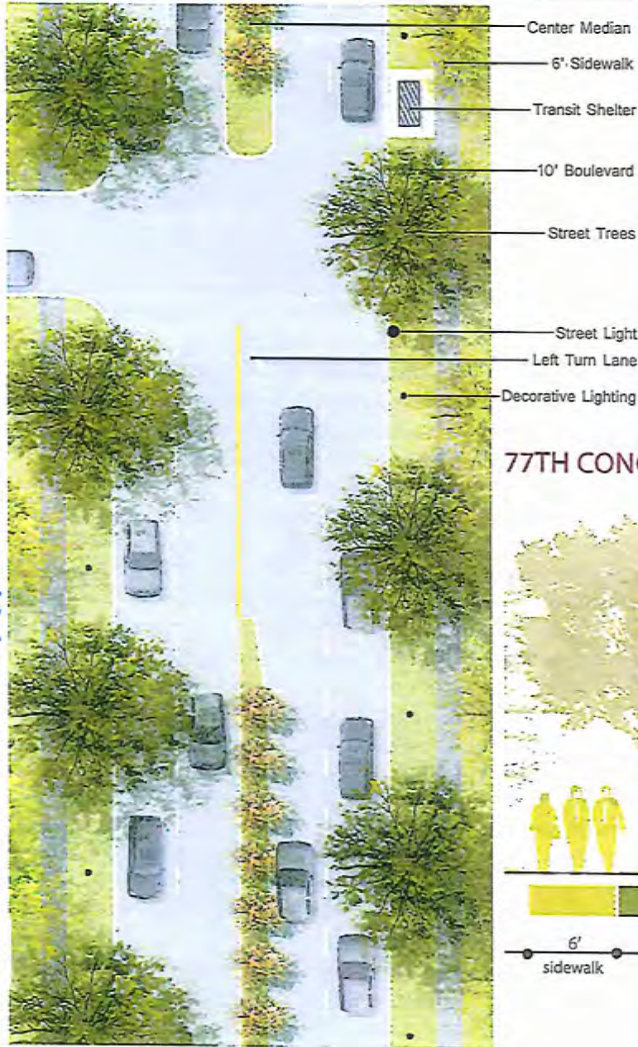 Center Median
6' Sidewalk
Transit Shelter
10' Boulevard
Street Trees
Street Light
Left Turn Lane
Decorative Lighting
77TH CONC
6'
sidewalk